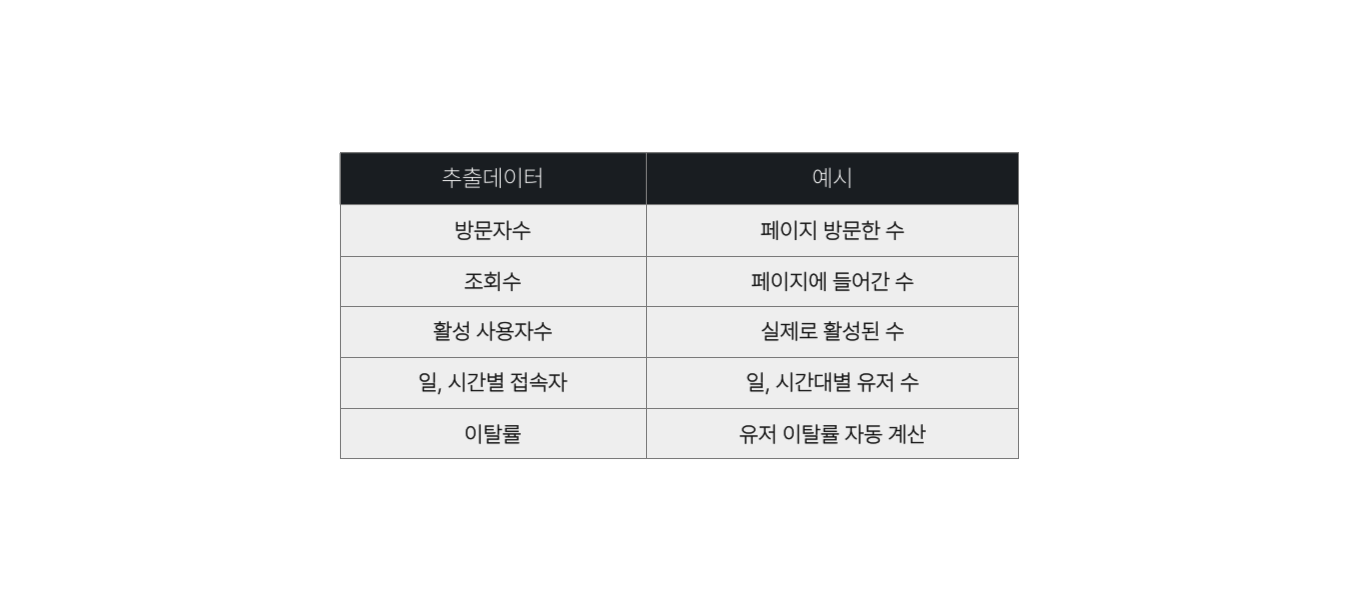 추출데이터 예시
방문자수 페이지 방문한 수
조회수 페이지에 들어간 수
활성 사용자수 실제로 활성된 수
일, 시간별 접속자 일, 시간대별 유저 수
이탈률 유저 이탈률 자동 계산